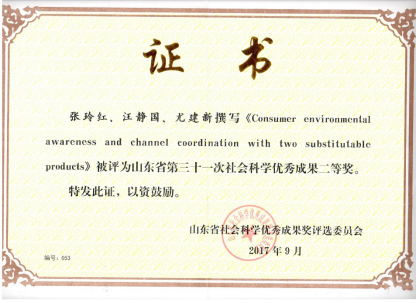 证书
张玲红、汪静国、尤建新撰写《Consumer environmental
awareness and channel coordination with two substitutable
products》被评为山东省第三十一次社会科学优秀成果二等奖。
特发此证，以资鼓励。
山东省社会科学优秀成果奖评选委员会
2017年9月
编号：053